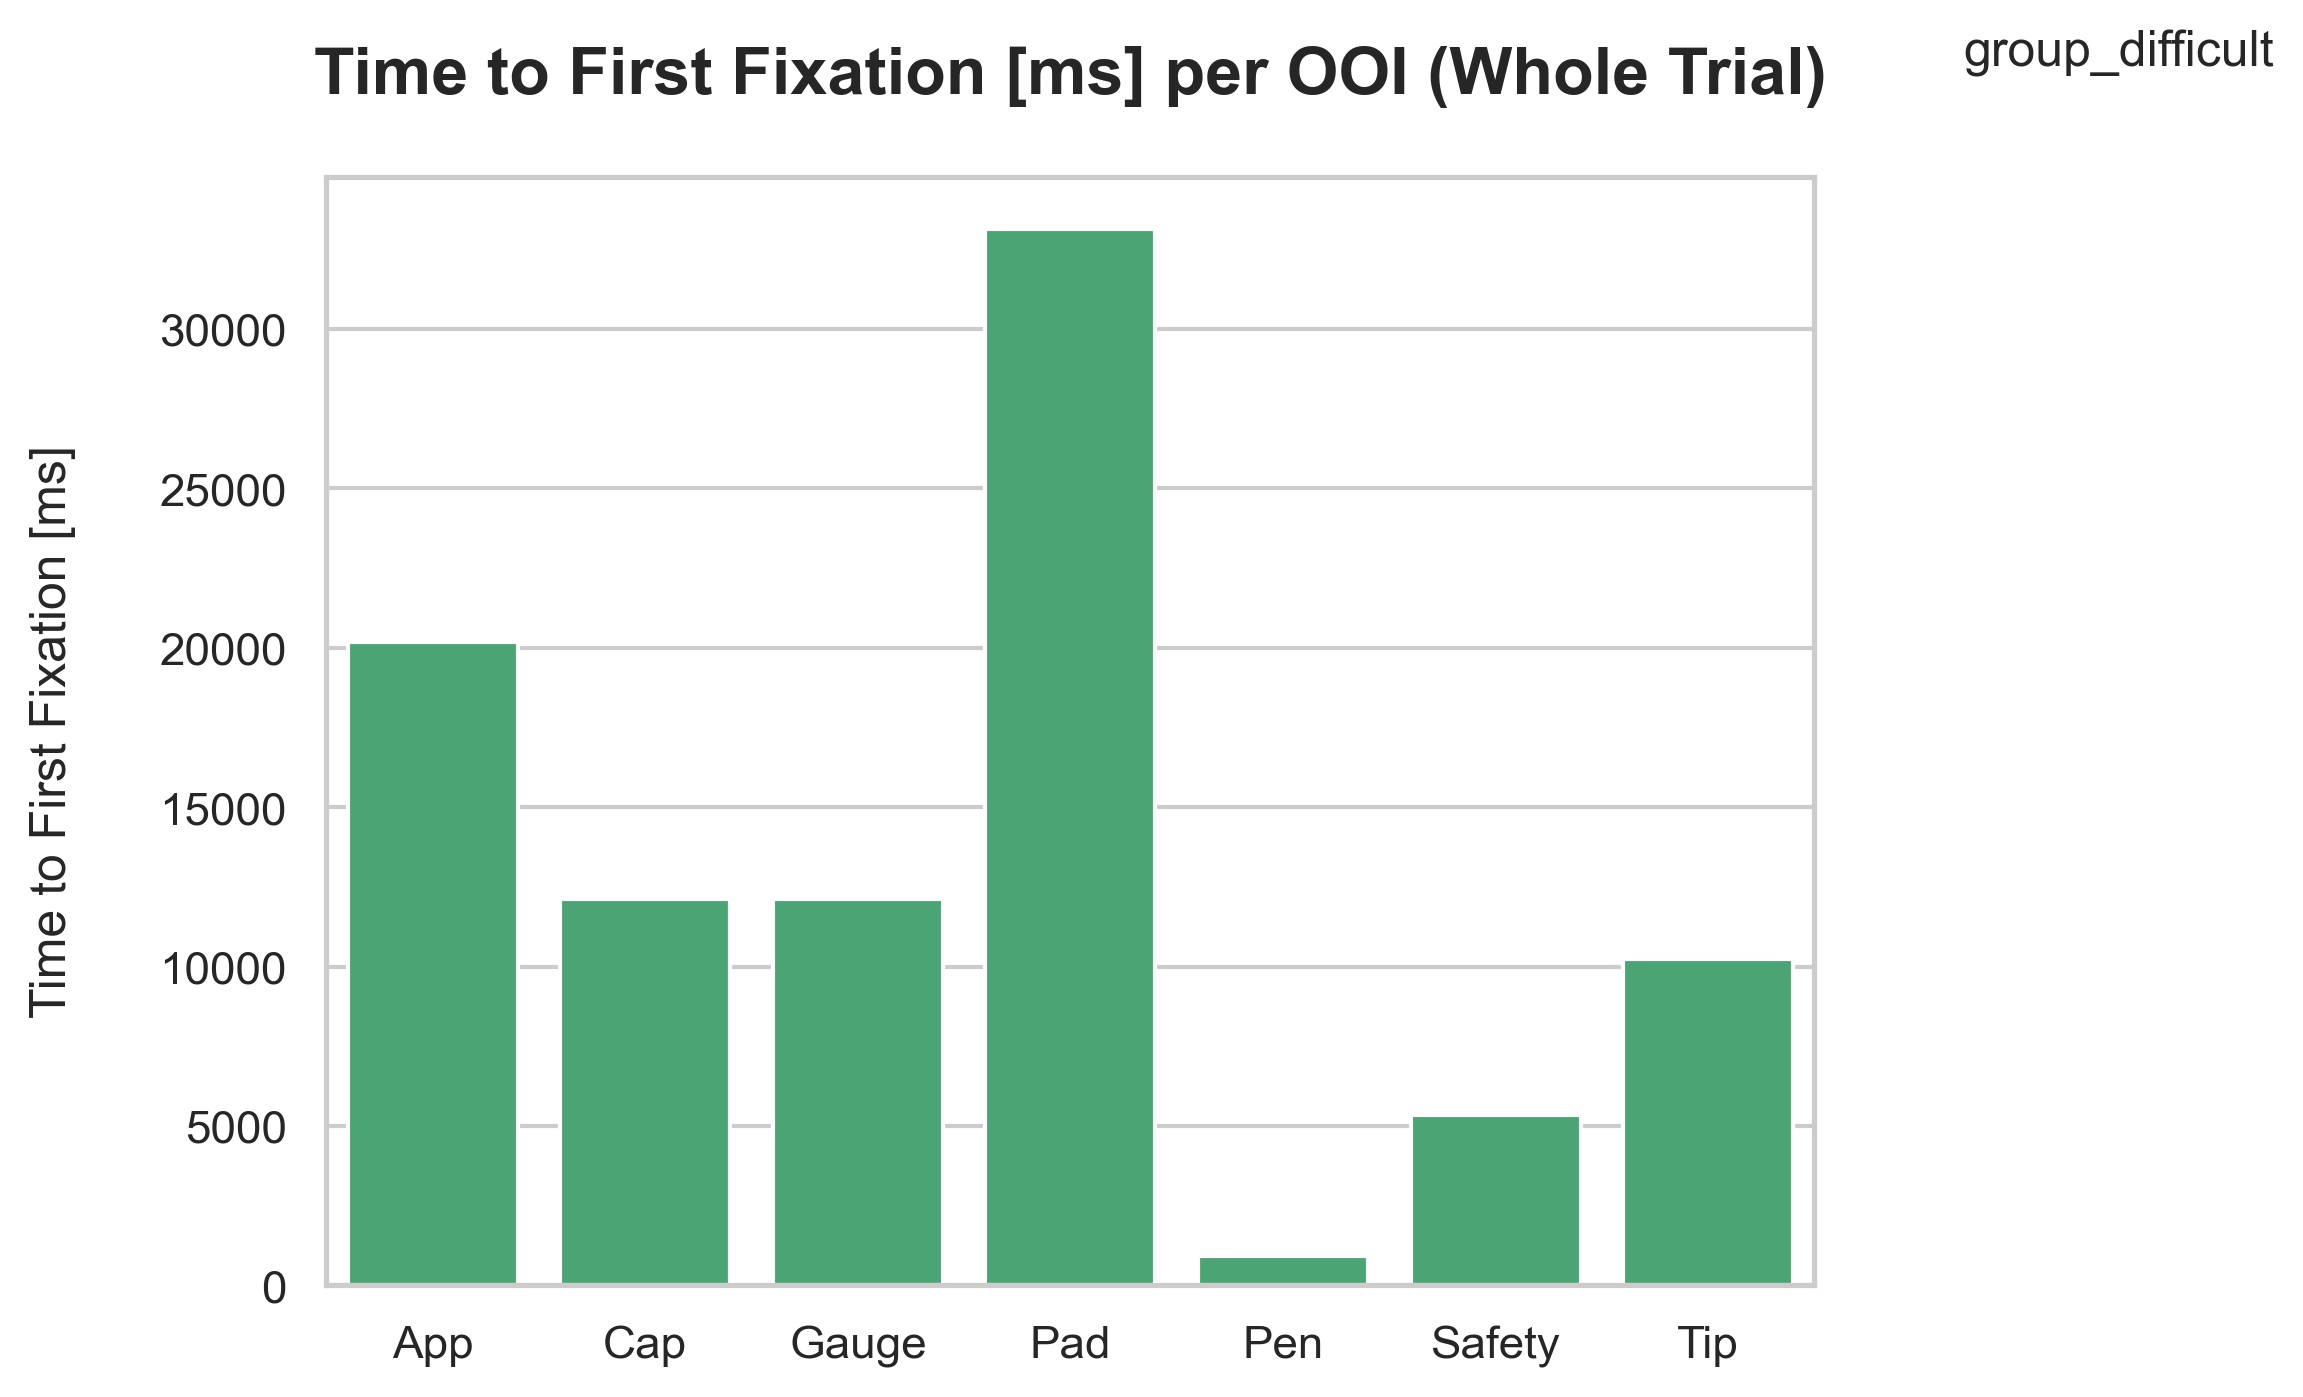 group_difficult
Time to First Fixation [ms] per OOI (Whole Trial)
Time to First Fixation [ms]
30000
25000
20000
15000
10000
5000
0
App Cap Gauge Pad Pen Safety Tip